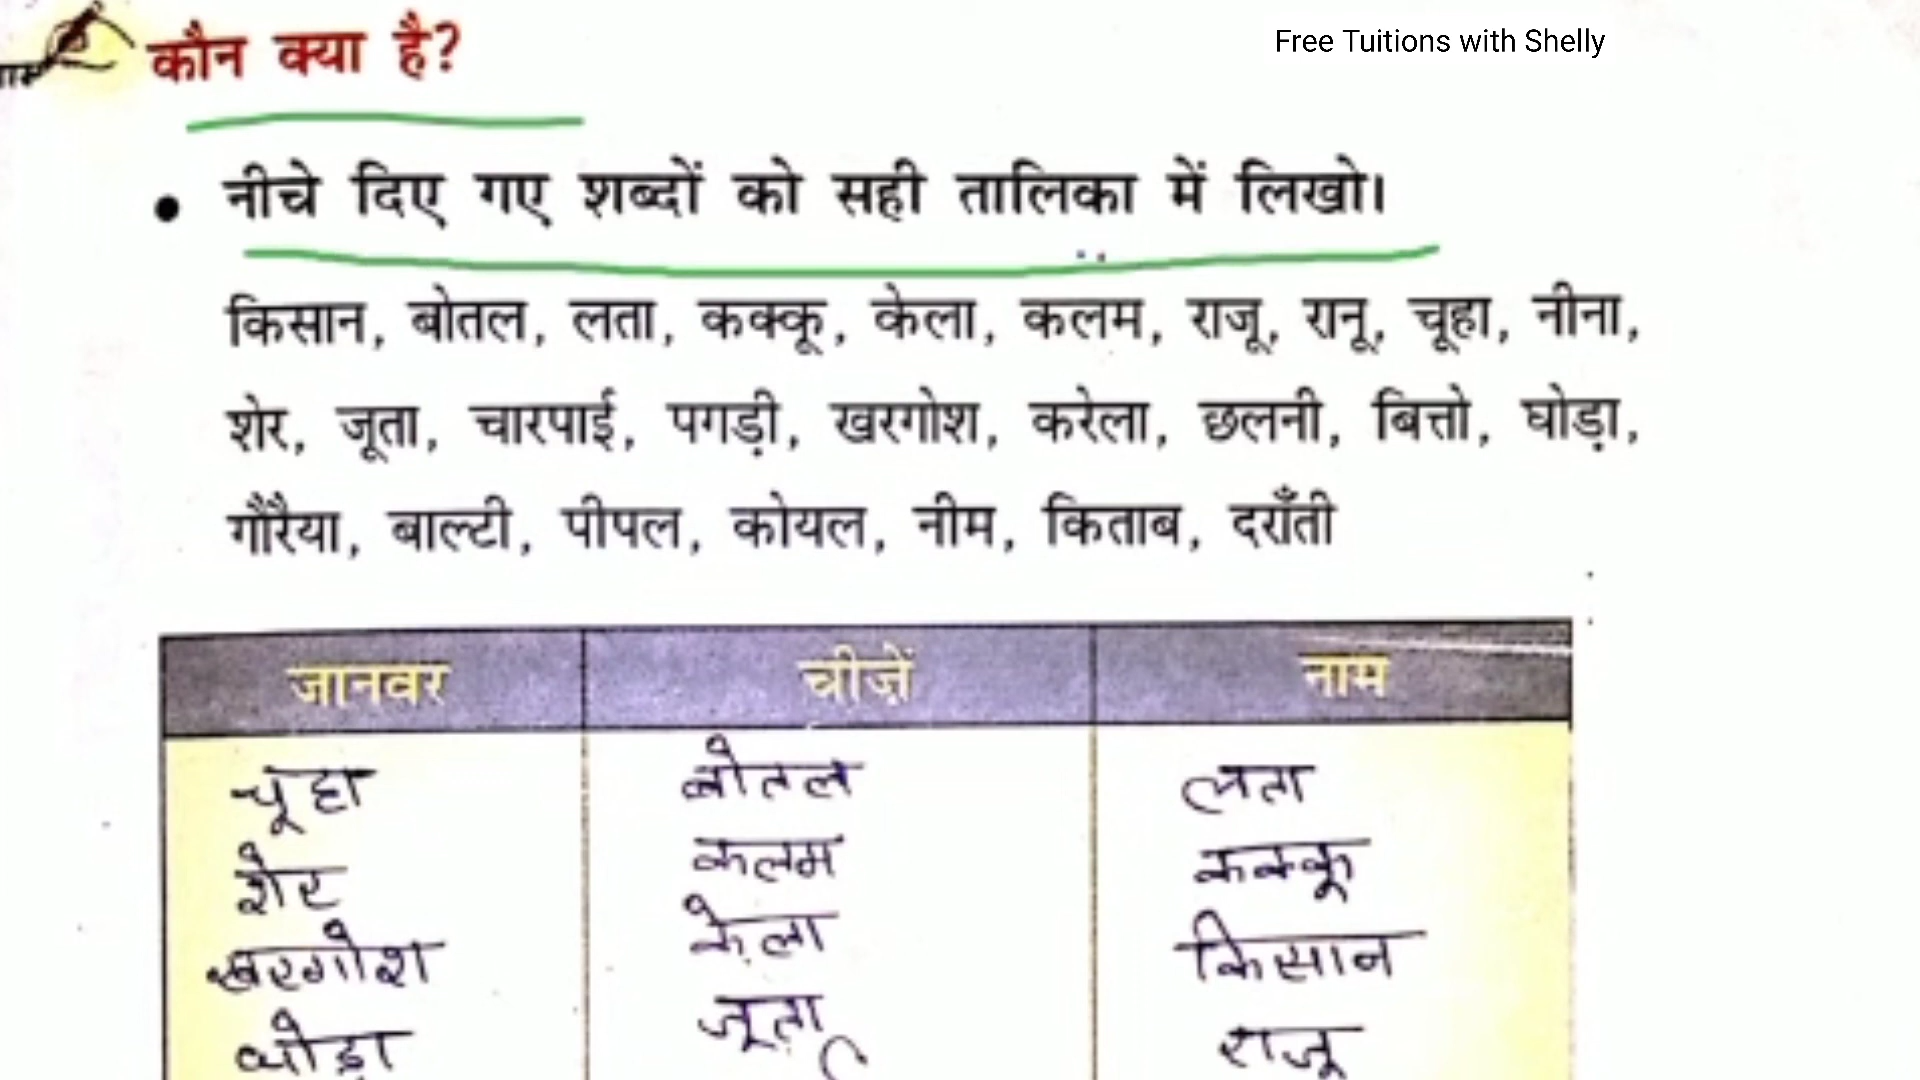 कौन क्या है?
Free Tuitions with Shelly
• नीचे दिए गए शब्दों को सही तालिका में लिखो।
किसान, बोतल, लता, कक्कू, केला, कलम, राजू, रानू, चूहा, नीना,
शेर, जूता, चारपाई, पगड़ी, खरगोश, करेला, छलनी, बित्तो, घोड़ा,
गौरैया, बाल्टी, पीपल, कोयल, नीम, किताब, दराँती
जानवर चीज़ें नाम
चूहा बोतल लता
शेर कलम कक्कू
खरगोश केला किसान
घोड़ा जूता राजू